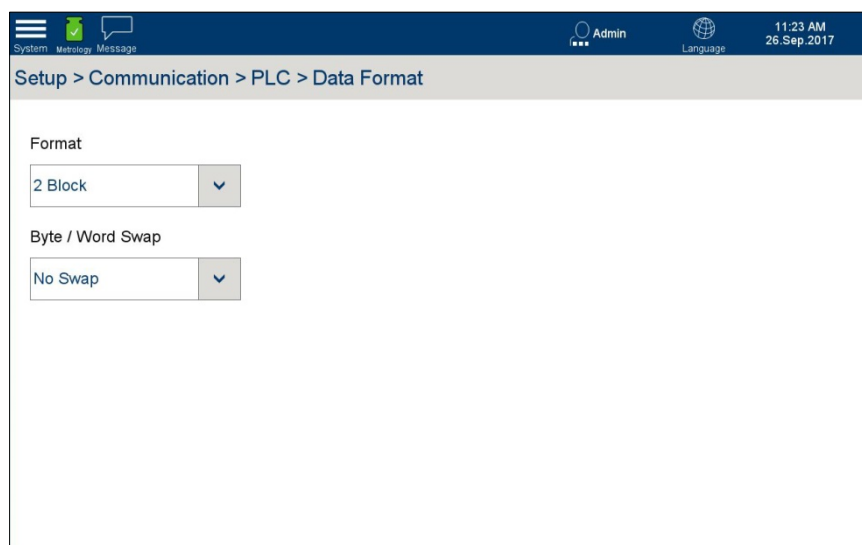 System Metrology Message Admin Language 11:23 AM
26.Sep.2017
Setup > Communication > PLC > Data Format
Format
2 Block
Byte / Word Swap
No Swap